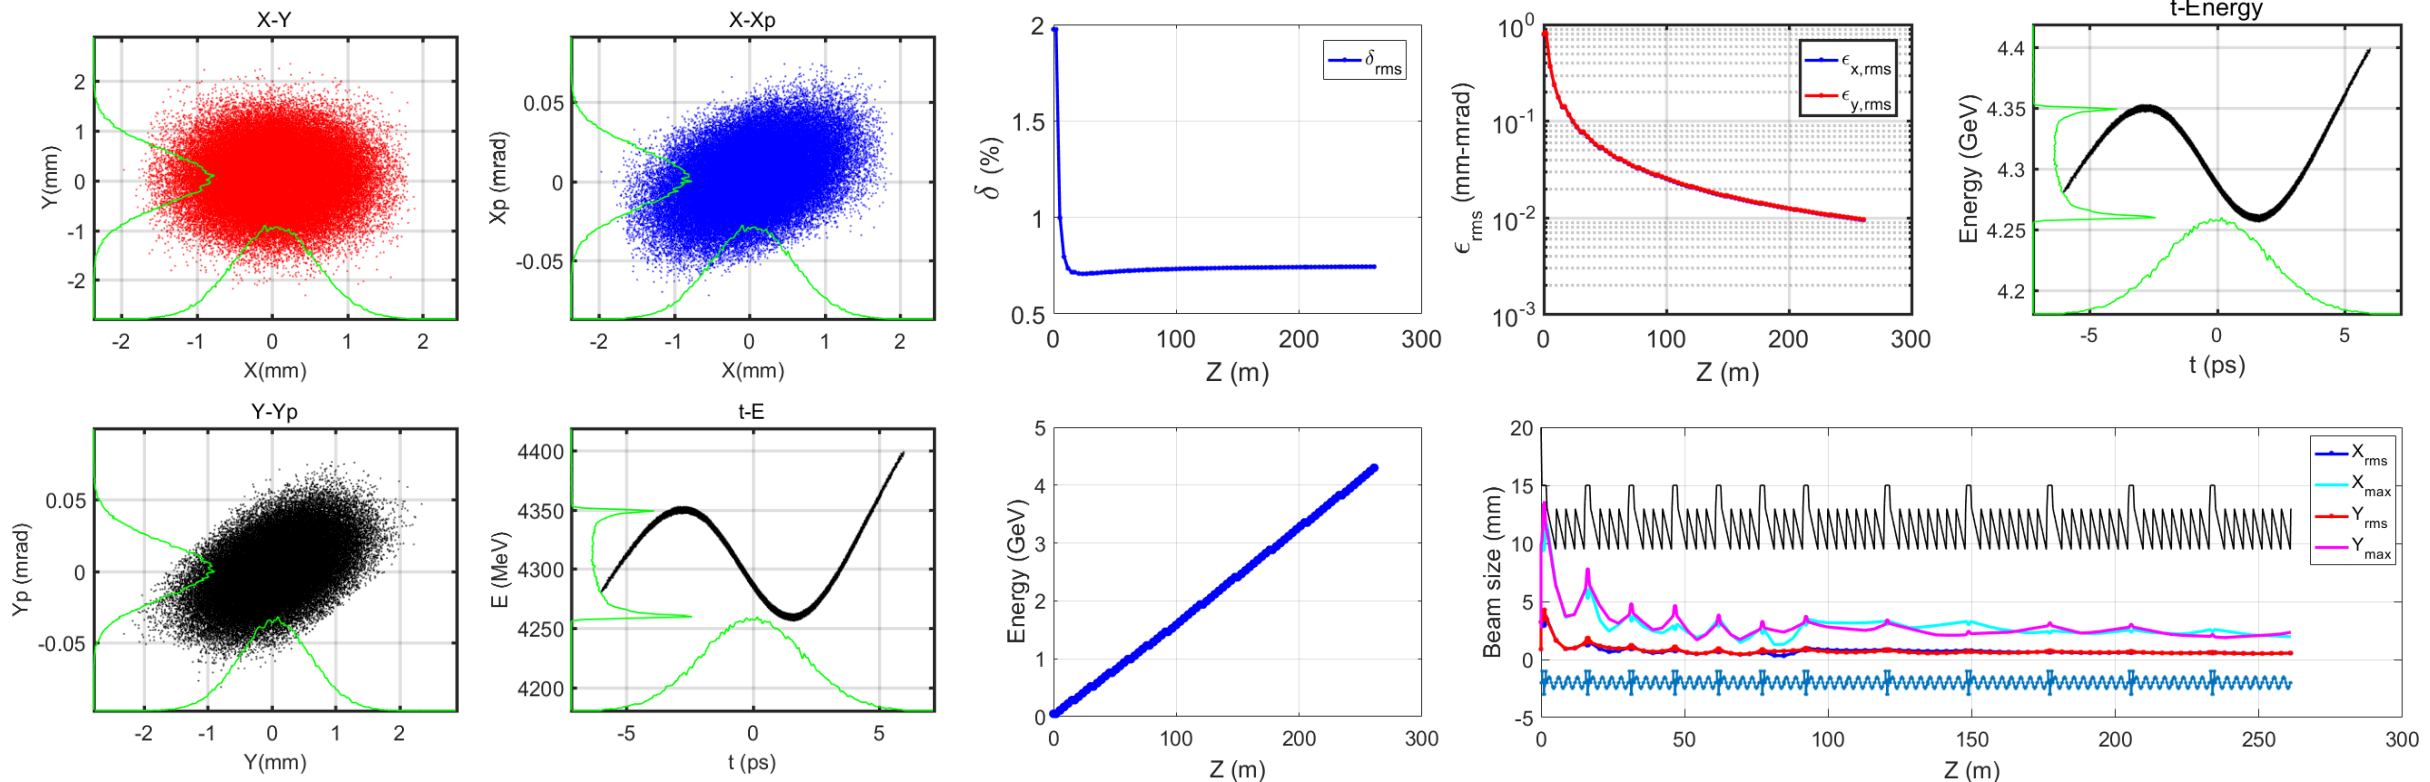 X-Y
2
1
0
-1
-2
Y(mm)
-2 -1 0 1 2
X(mm)
X-Xp
0.05
0
-0.05
Xp (mrad)
-2 -1 0 1 2
X(mm)
2
1.5
1
0.5
δ (%)
δrms
0 100 200 300
Z (m)
10^0
10^-1
10^-2
10^-3
ϵrms (mm-mrad)
ϵx,rms
ϵy,rms
0 100 200 300
Z (m)
t-Energy
4.4
4.35
4.3
4.25
4.2
Energy (GeV)
-5 0 5
t (ps)
Y-Yp
0.05
0
-0.05
Yp (mrad)
-2 -1 0 1 2
Y(mm)
t-E
4400
4350
4300
4250
4200
E (MeV)
-5 0 5
t (ps)
5
4
3
2
1
0
Energy (GeV)
0 100 200 300
Z (m)
20
15
10
5
0
-5
Beam size (mm)
Xrms
Xmax
Yrms
Ymax
0 50 100 150 200 250 300
Z (m)